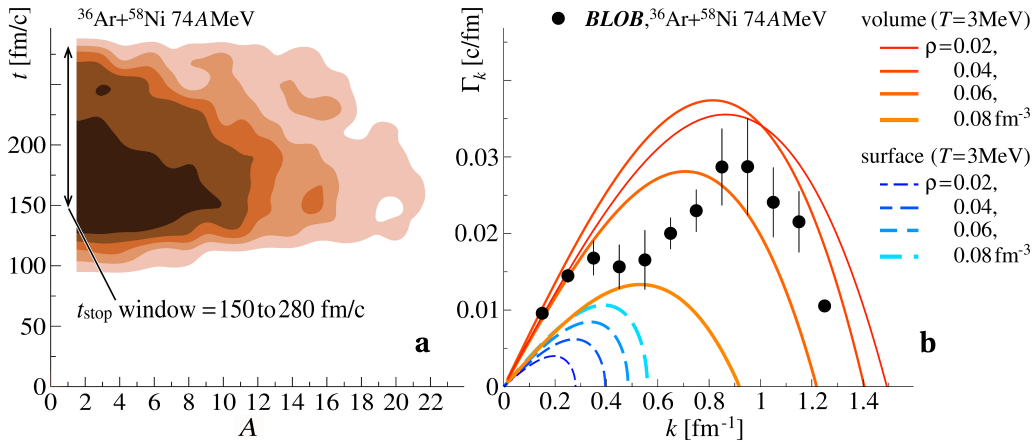 ³⁶Ar+⁵⁸Ni 74AMeV
t [fm/c]
200
150
100
50
0
0 2 4 6 8 10 12 14 16 18 20 22
A
t_stop window = 150 to 280 fm/c
a
BLOB, ³⁶Ar+⁵⁸Ni 74AMeV
Γ_k [c/fm]
0.03
0.02
0.01
0
0 0.2 0.4 0.6 0.8 1 1.2 1.4
k [fm⁻¹]
b
volume (T=3MeV)
ρ=0.02,
0.04,
0.06,
0.08 fm⁻³
surface (T=3MeV)
ρ=0.02,
0.04,
0.06,
0.08 fm⁻³